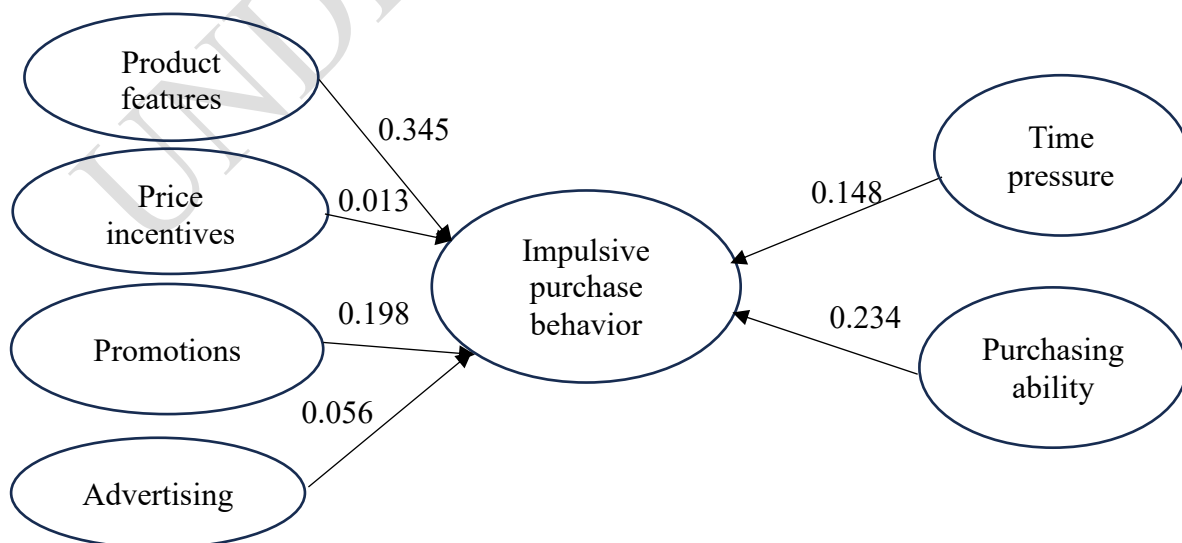 Product
features
0.345
Price
incentives
0.013
Promotions
0.198
Advertising
0.056
Impulsive
purchase
behavior
Time
pressure
0.148
Purchasing
ability
0.234
UND